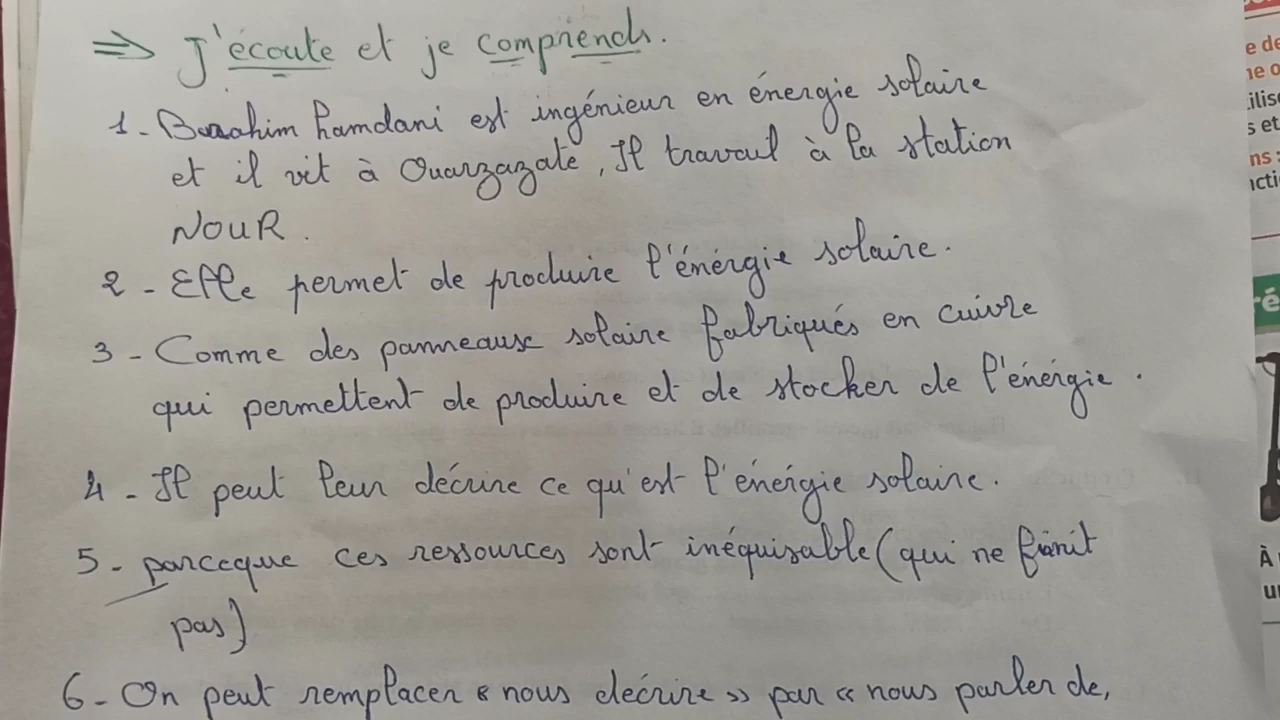 ⇒ J'écoute et je comprends.
1 - Brahim hamdani est ingénieur en énergie solaire
et il vit à Ouarzazate, Il travail à la station
NOUR.
2 - Elle permet de produire l'énergie solaire.
3 - Comme des panneaux solaire fabriqués en cuivre
qui permettent de produire et de stocker de l'énergie.
4 - Il peut leur décrire ce qu'est l'énérgie solaire.
5 - parceque ces ressources sont inéquisable (qui ne finit
pas)
6 - On peut remplacer « nous decrire » par « nous parler de,
À